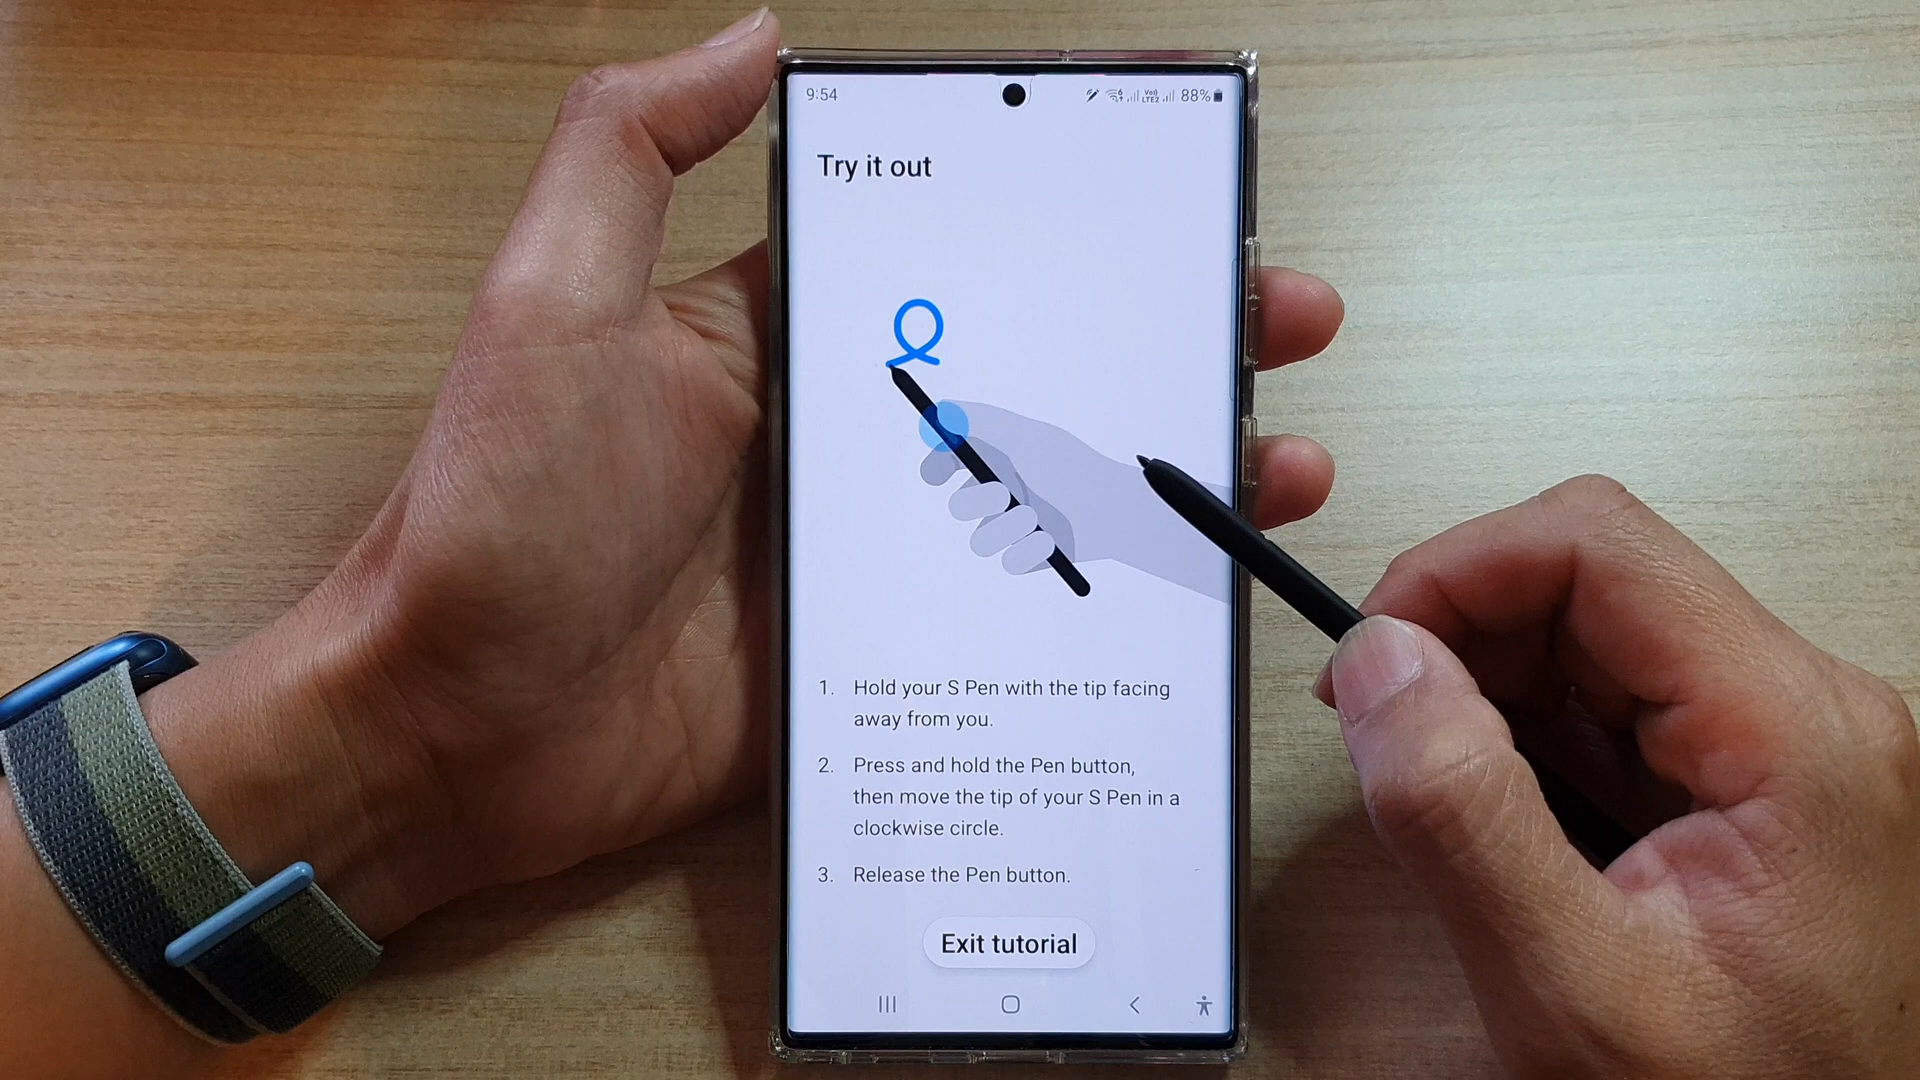 9:54
Vo) LTE2 88%
Try it out
1. Hold your S Pen with the tip facing
away from you.
2. Press and hold the Pen button,
then move the tip of your S Pen in a
clockwise circle.
3. Release the Pen button.
Exit tutorial